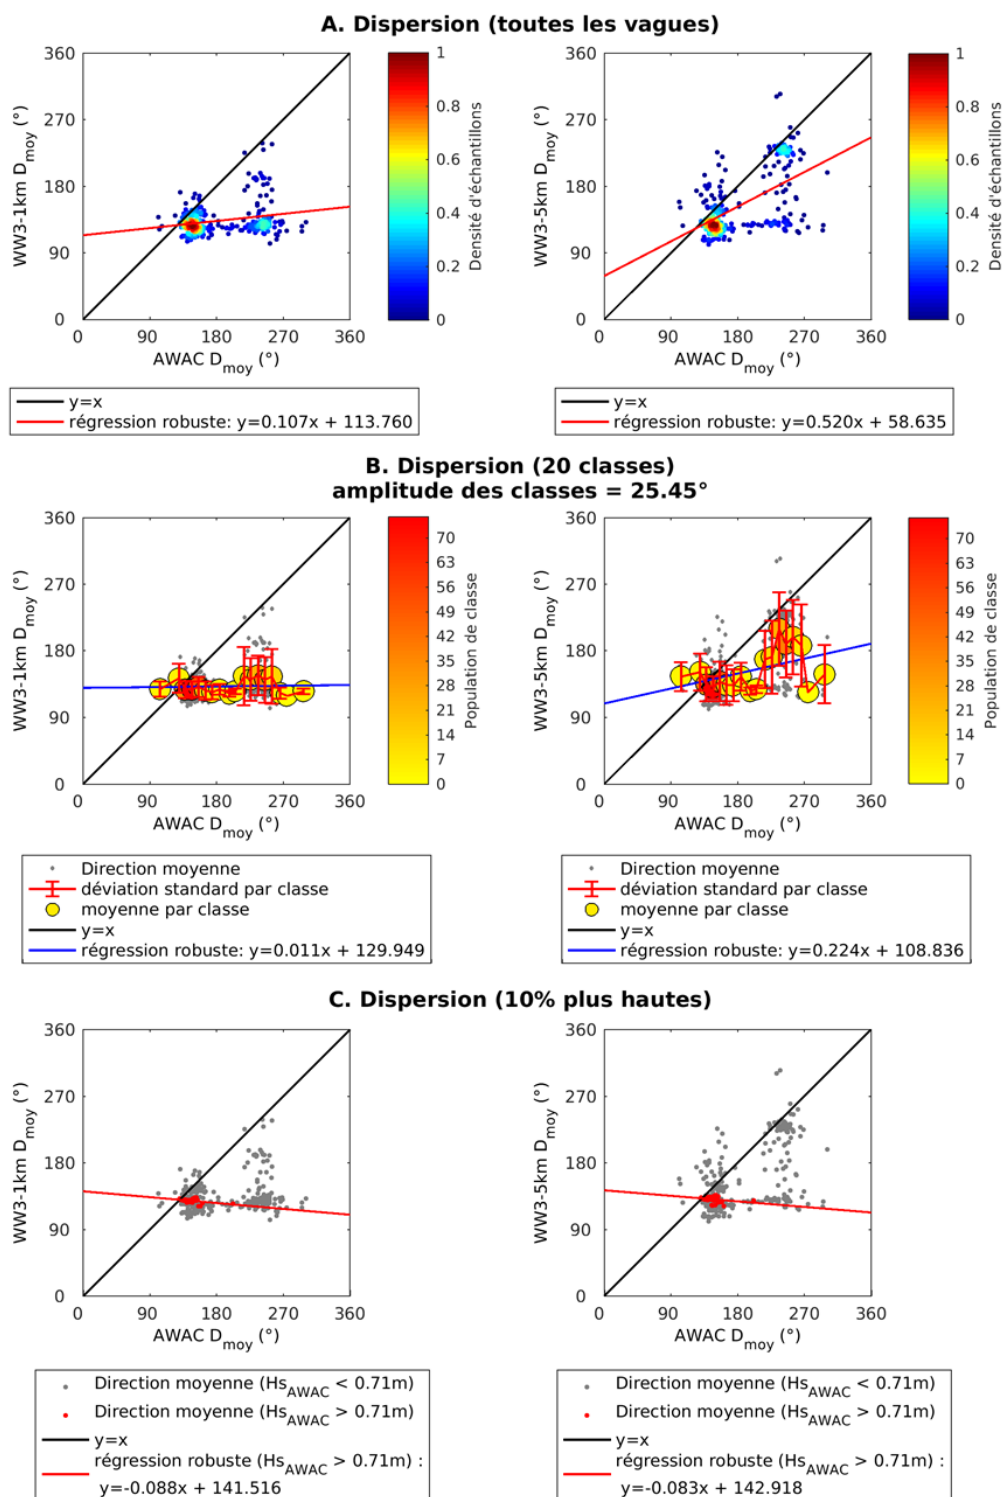 A. Dispersion (toutes les vagues)
360
270
180
90
0
WW3-1km Dmoy (°)
0 90 180 270 360
AWAC Dmoy (°)
1
0.8
0.6
0.4
0.2
0
Densité d'échantillons
y=x
régression robuste: y=0.107x + 113.760
360
270
180
90
0
WW3-5km Dmoy (°)
0 90 180 270 360
AWAC Dmoy (°)
1
0.8
0.6
0.4
0.2
0
Densité d'échantillons
y=x
régression robuste: y=0.520x + 58.635
B. Dispersion (20 classes)
amplitude des classes = 25.45°
360
270
180
90
0
WW3-1km Dmoy (°)
0 90 180 270 360
AWAC Dmoy (°)
70
63
56
49
42
35
28
21
14
7
0
Population de classe
Direction moyenne
déviation standard par classe
moyenne par classe
y=x
régression robuste: y=0.011x + 129.949
360
270
180
90
0
WW3-5km Dmoy (°)
0 90 180 270 360
AWAC Dmoy (°)
70
63
56
49
42
35
28
21
14
7
0
Population de classe
Direction moyenne
déviation standard par classe
moyenne par classe
y=x
régression robuste: y=0.224x + 108.836
C. Dispersion (10% plus hautes)
360
270
180
90
0
WW3-1km Dmoy (°)
0 90 180 270 360
AWAC Dmoy (°)
Direction moyenne (HsAWAC < 0.71m)
Direction moyenne (HsAWAC > 0.71m)
y=x
régression robuste (HsAWAC > 0.71m) :
y=-0.088x + 141.516
360
270
180
90
0
WW3-5km Dmoy (°)
0 90 180 270 360
AWAC Dmoy (°)
Direction moyenne (HsAWAC < 0.71m)
Direction moyenne (HsAWAC > 0.71m)
y=x
régression robuste (HsAWAC > 0.71m) :
y=-0.083x + 142.918